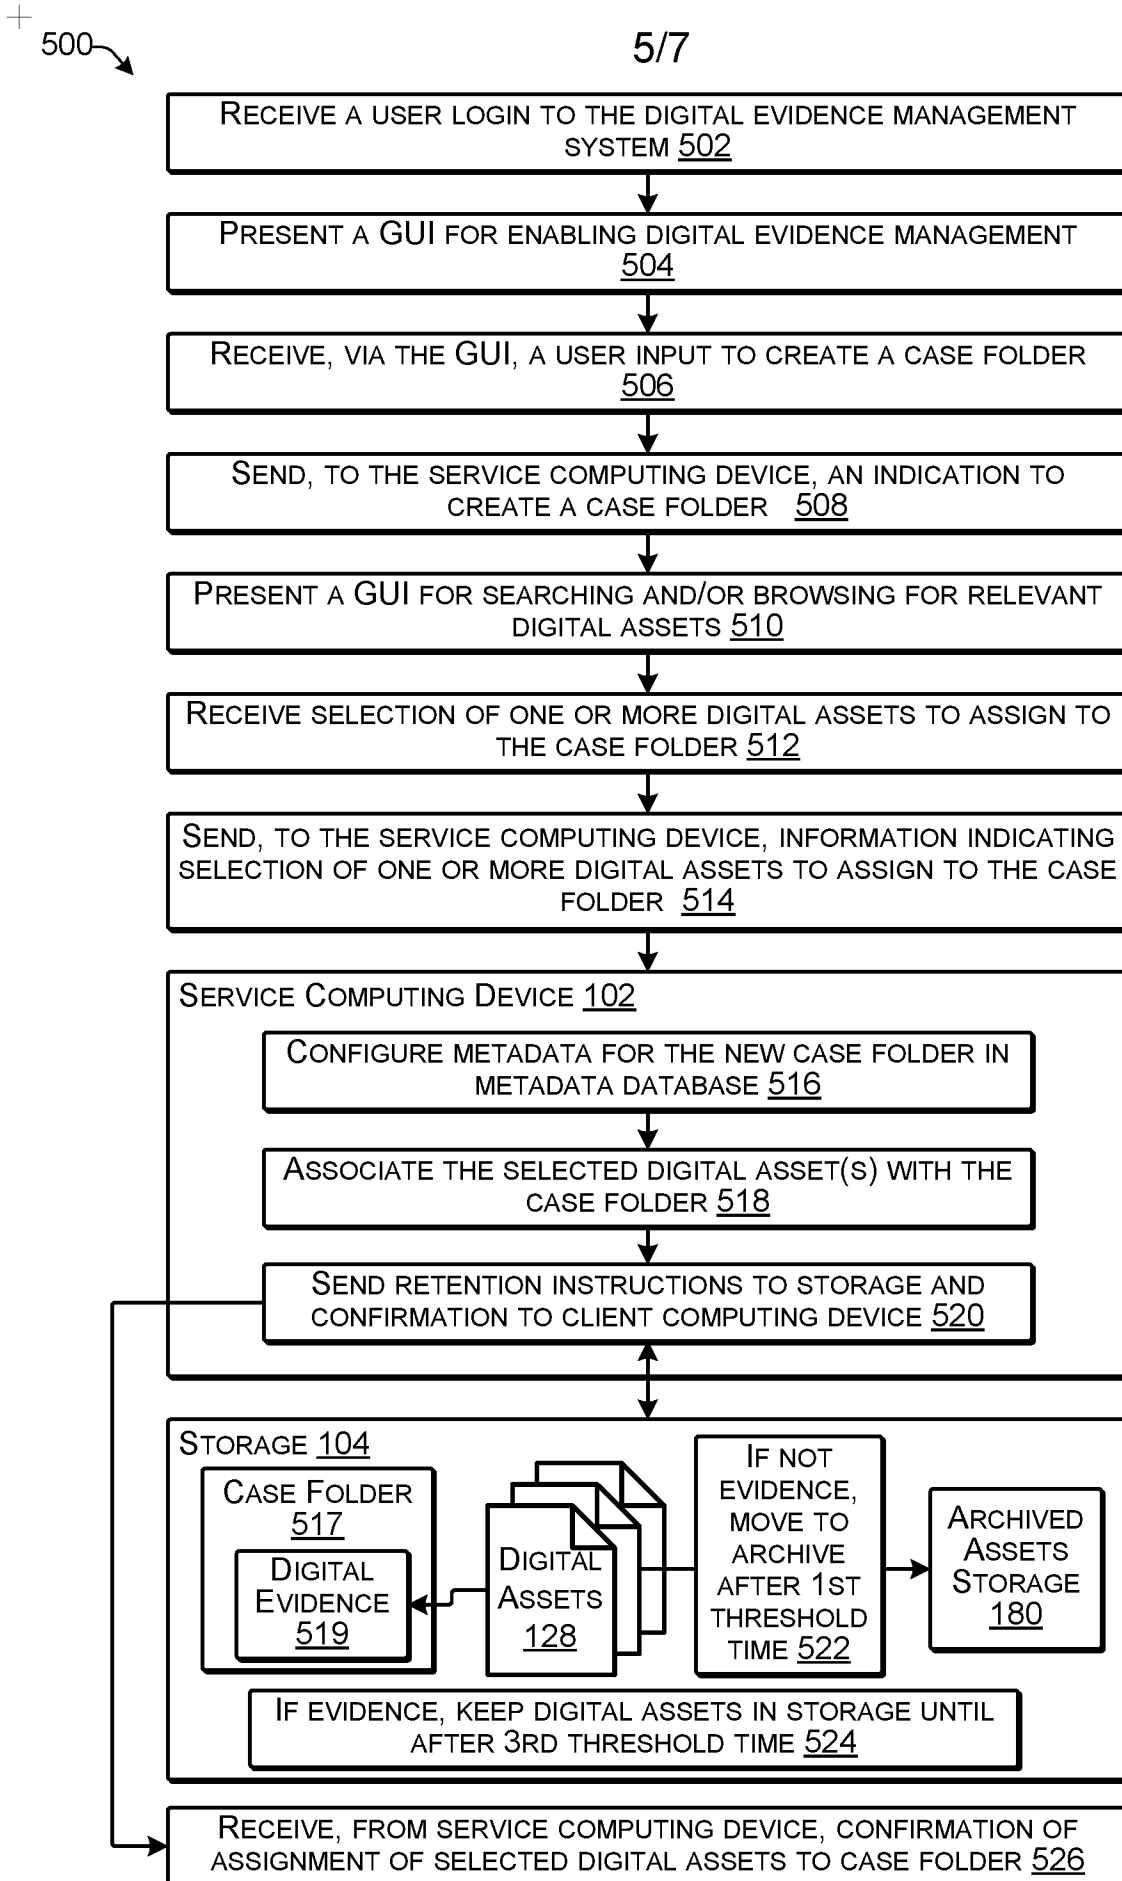 500
5/7
RECEIVE A USER LOGIN TO THE DIGITAL EVIDENCE MANAGEMENT
SYSTEM 502
PRESENT A GUI FOR ENABLING DIGITAL EVIDENCE MANAGEMENT
504
RECEIVE, VIA THE GUI, A USER INPUT TO CREATE A CASE FOLDER
506
SEND, TO THE SERVICE COMPUTING DEVICE, AN INDICATION TO
CREATE A CASE FOLDER 508
PRESENT A GUI FOR SEARCHING AND/OR BROWSING FOR RELEVANT
DIGITAL ASSETS 510
RECEIVE SELECTION OF ONE OR MORE DIGITAL ASSETS TO ASSIGN TO
THE CASE FOLDER 512
SEND, TO THE SERVICE COMPUTING DEVICE, INFORMATION INDICATING
SELECTION OF ONE OR MORE DIGITAL ASSETS TO ASSIGN TO THE CASE
FOLDER 514
SERVICE COMPUTING DEVICE 102
CONFIGURE METADATA FOR THE NEW CASE FOLDER IN
METADATA DATABASE 516
ASSOCIATE THE SELECTED DIGITAL ASSET(S) WITH THE
CASE FOLDER 518
SEND RETENTION INSTRUCTIONS TO STORAGE AND
CONFIRMATION TO CLIENT COMPUTING DEVICE 520
STORAGE 104
CASE FOLDER
517
DIGITAL
EVIDENCE
519
DIGITAL
ASSETS
128
IF NOT
EVIDENCE,
MOVE TO
ARCHIVE
AFTER 1ST
THRESHOLD
TIME 522
ARCHIVED
ASSETS
STORAGE
180
IF EVIDENCE, KEEP DIGITAL ASSETS IN STORAGE UNTIL
AFTER 3RD THRESHOLD TIME 524
RECEIVE, FROM SERVICE COMPUTING DEVICE, CONFIRMATION OF
ASSIGNMENT OF SELECTED DIGITAL ASSETS TO CASE FOLDER 526